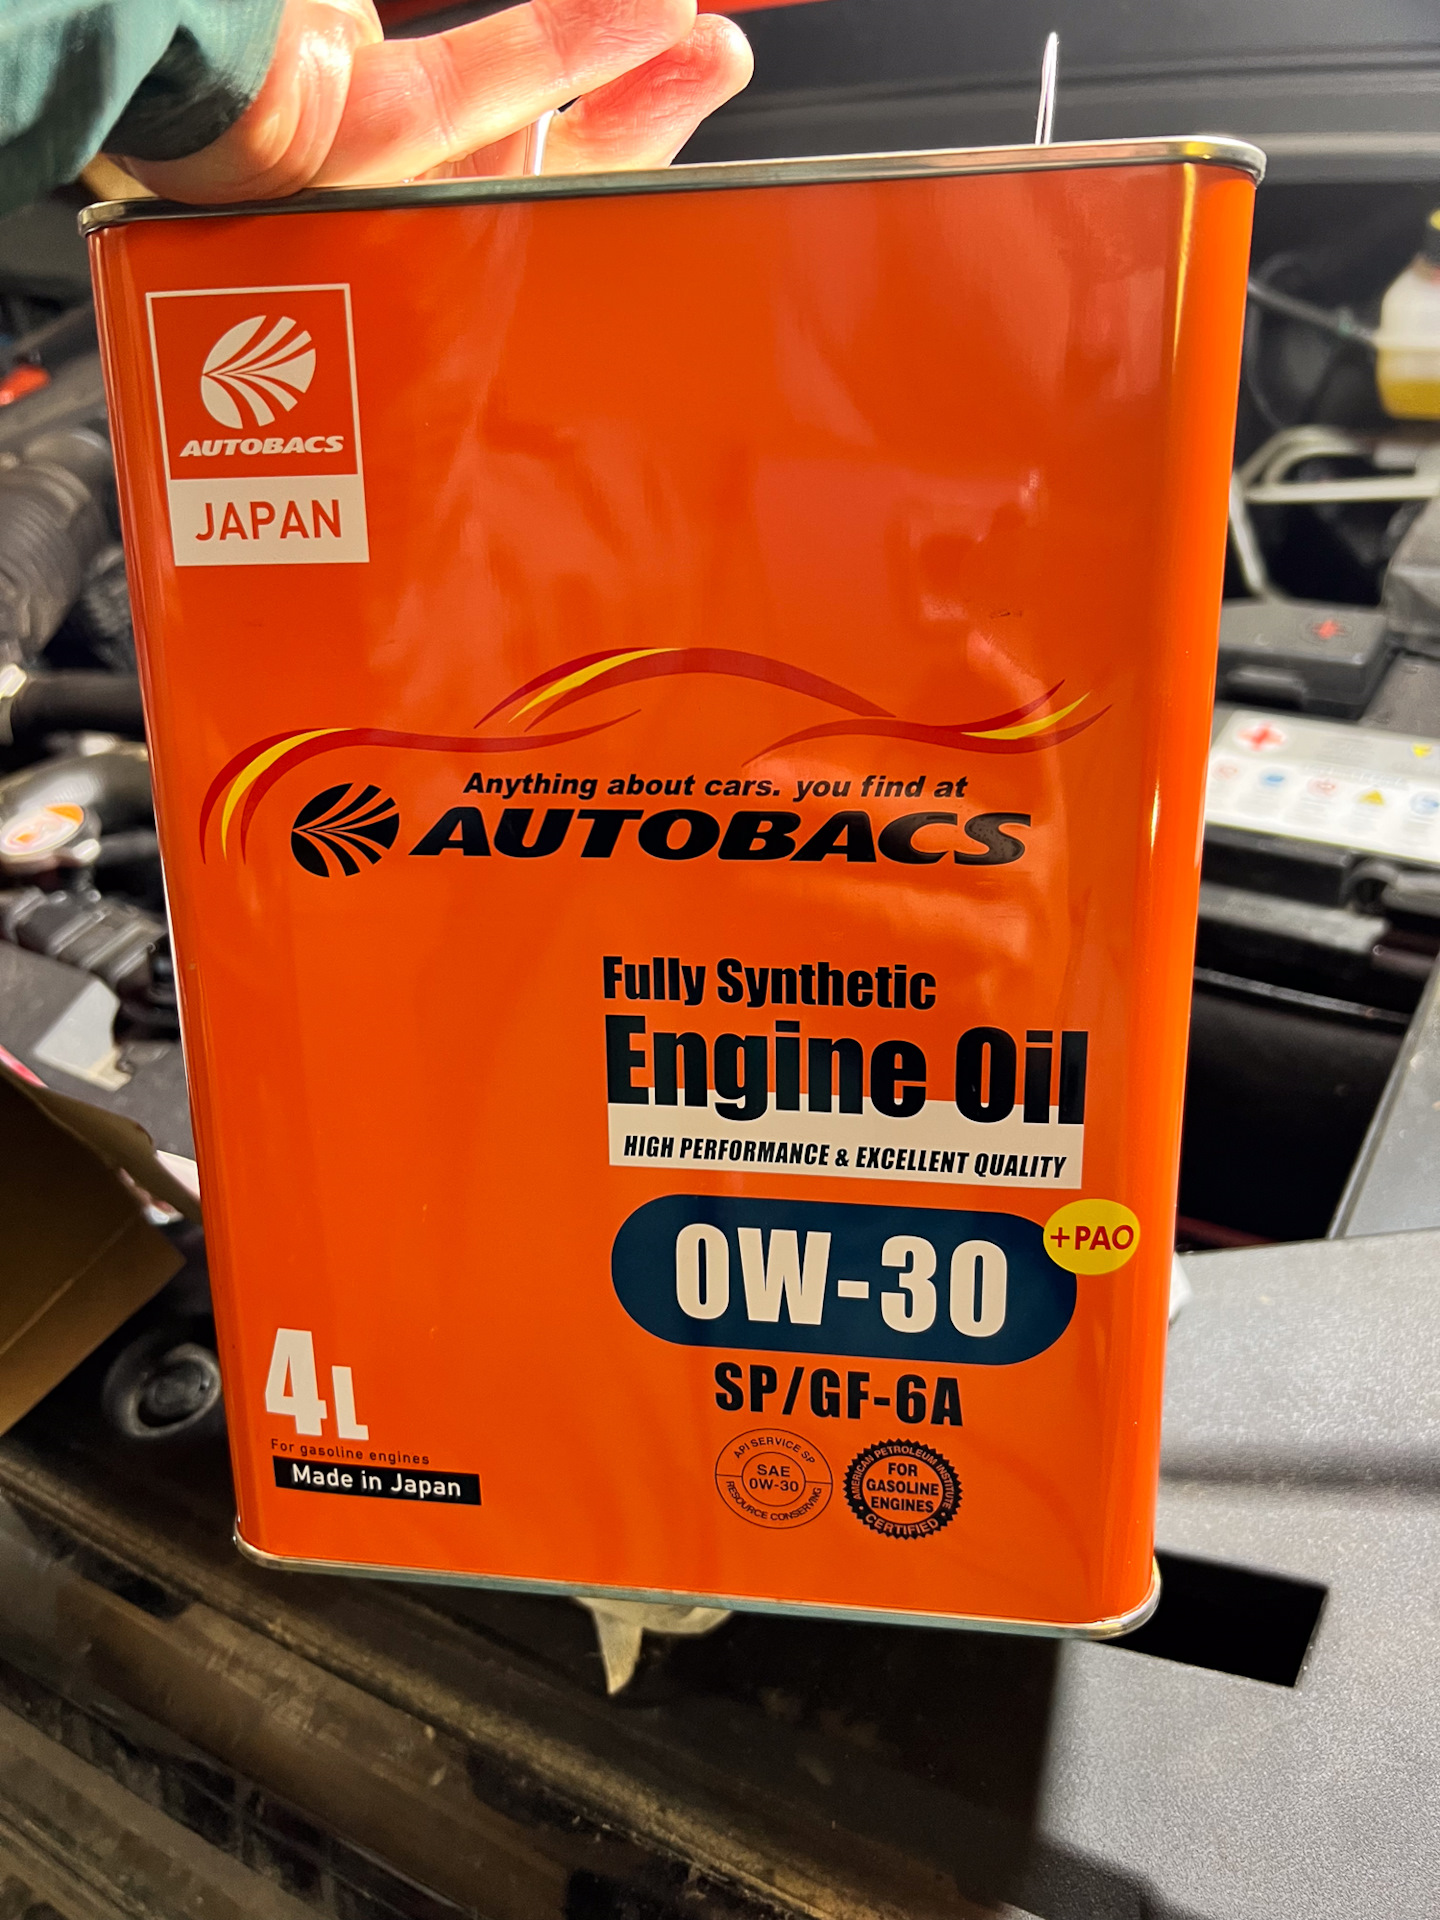 AUTOBACS
JAPAN
Anything about cars. you find at
AUTOBACS
Fully Synthetic
Engine Oil
HIGH PERFORMANCE & EXCELLENT QUALITY
0W-30
+PAO
SP/GF-6A
4L
For gasoline engines
Made in Japan
API SERVICE SP
SAE
0W-30
RESOURCE CONSERVING
AMERICAN PETROLEUM INSTITUTE
FOR
GASOLINE
ENGINES
CERTIFIED